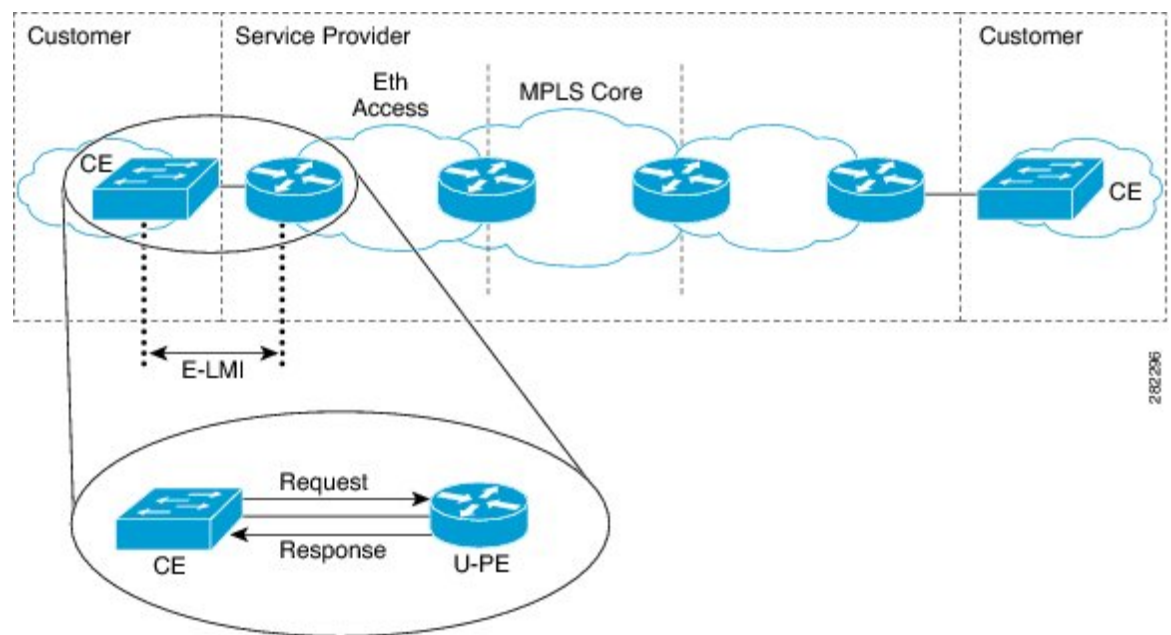 Customer
Service Provider
Customer
Eth
Access
MPLS Core
CE
CE
E-LMI
282296
Request
Response
CE
U-PE